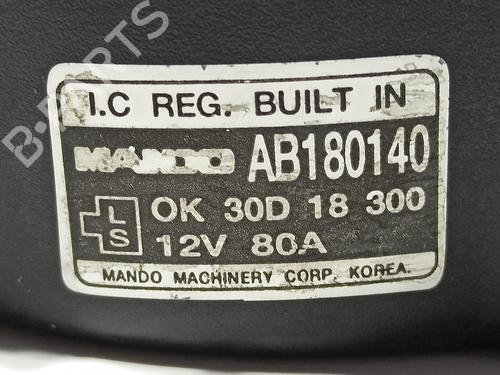 B-PARTS
I.C REG. BUILT IN
MANDO AB180140
L
S
OK 30D 18 300
12V 80A
MANDO MACHINERY CORP. KOREA.